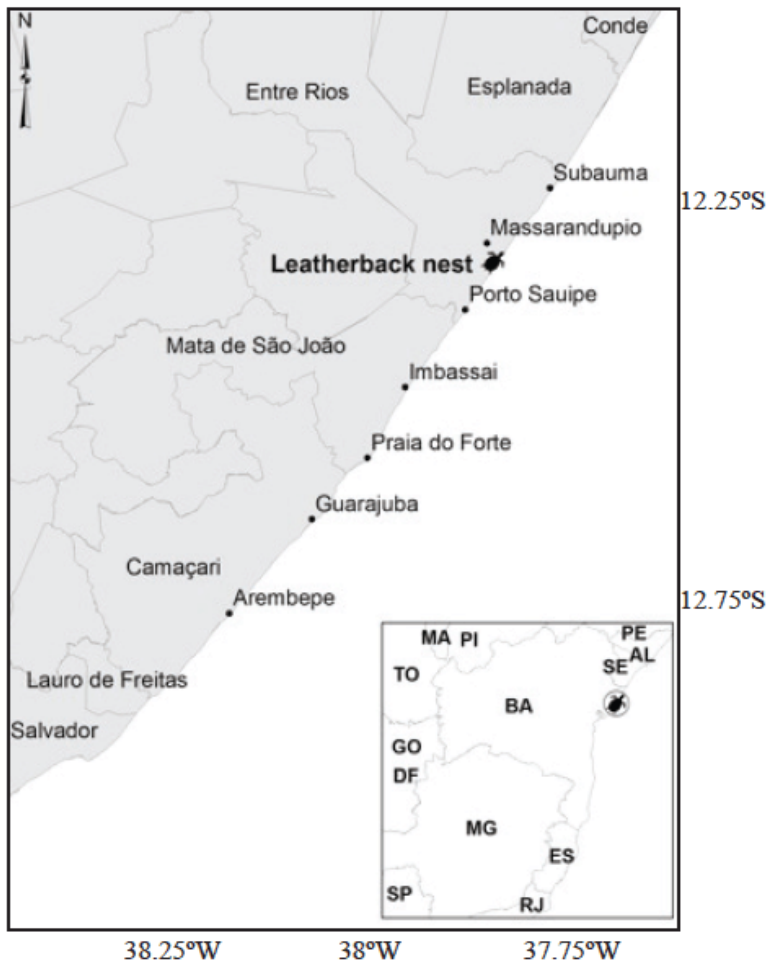 N
Conde
Entre Rios
Esplanada
Subauma
12.25ºS
Massarandupio
Leatherback nest
Porto Sauipe
Mata de São João
Imbassai
Praia do Forte
Guarajuba
Camaçari
Arembepe
12.75ºS
Lauro de Freitas
Salvador
MA PI
PE
AL
SE
TO
BA
GO
DF
MG
ES
SP
RJ
38.25ºW
38ºW
37.75ºW